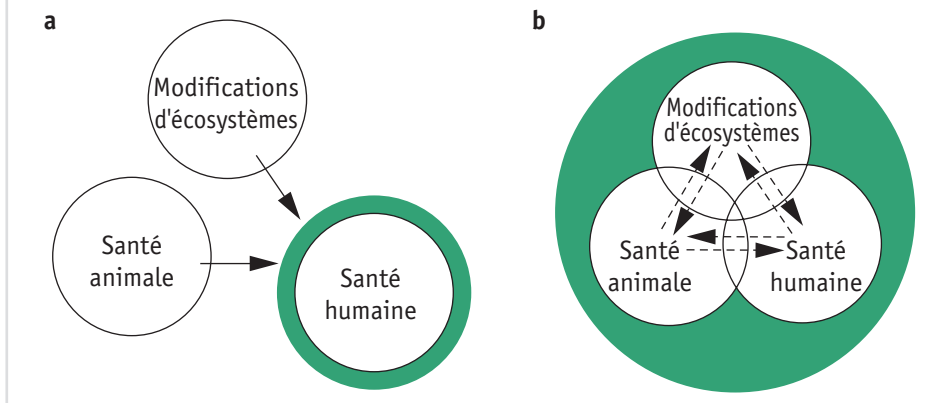 a
Modifications
d'écosystèmes
Santé
animale
Santé
humaine
b
Modifications
d'écosystèmes
Santé
animale
Santé
humaine